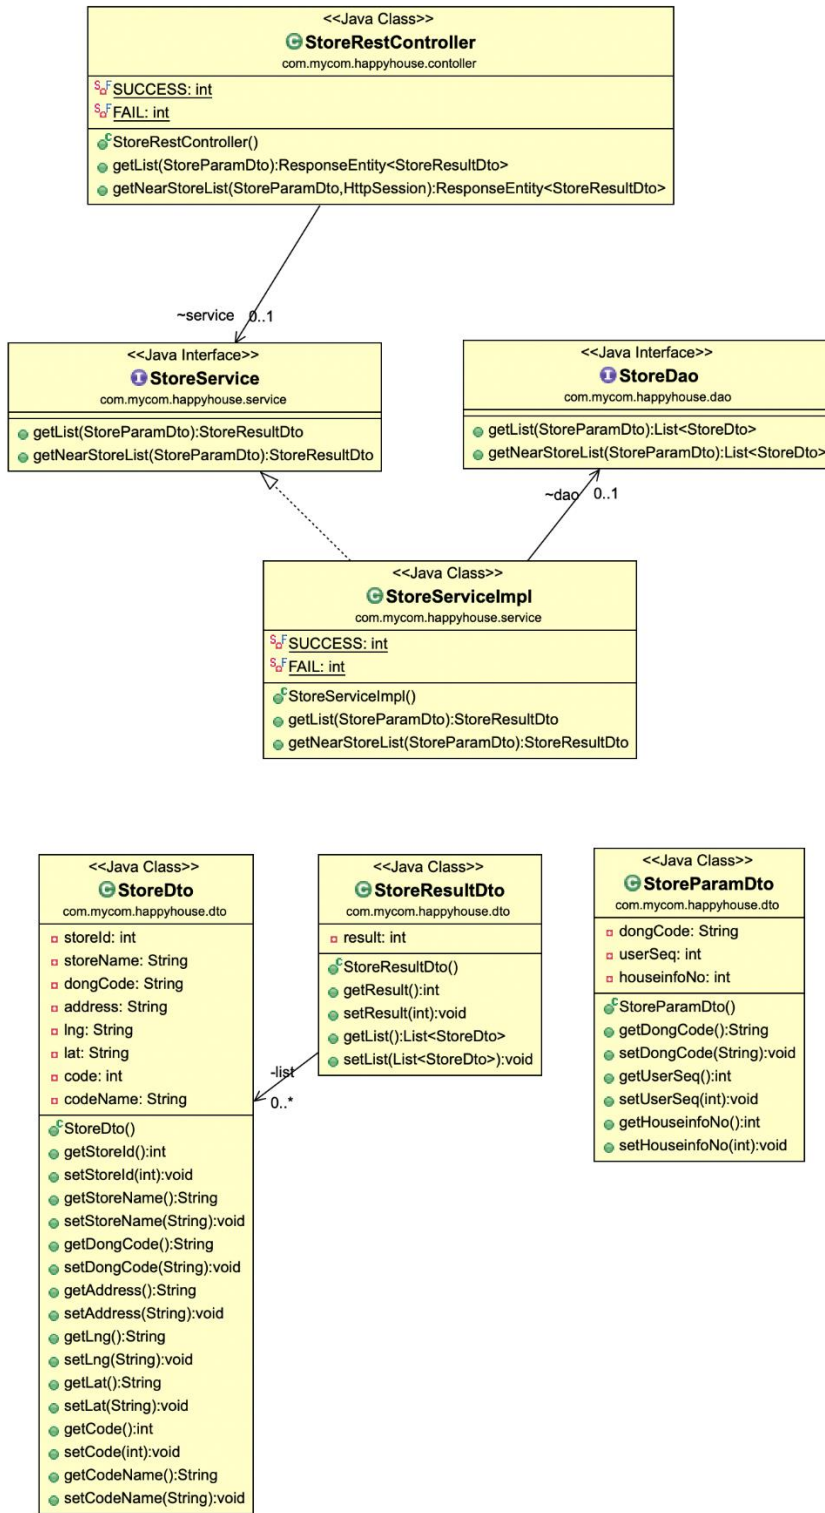 <<Java Class>>
StoreRestController
com.mycom.happyhouse.contoller
SUCCESS: int
FAIL: int
StoreRestController()
getList(StoreParamDto):ResponseEntity<StoreResultDto>
getNearStoreList(StoreParamDto,HttpSession):ResponseEntity<StoreResultDto>
~service 0..1
<<Java Interface>>
StoreService
com.mycom.happyhouse.service
getList(StoreParamDto):StoreResultDto
getNearStoreList(StoreParamDto):StoreResultDto
<<Java Interface>>
StoreDao
com.mycom.happyhouse.dao
getList(StoreParamDto):List<StoreDto>
getNearStoreList(StoreParamDto):List<StoreDto>
~dao 0..1
<<Java Class>>
StoreServiceImpl
com.mycom.happyhouse.service
SUCCESS: int
FAIL: int
StoreServiceImpl()
getList(StoreParamDto):StoreResultDto
getNearStoreList(StoreParamDto):StoreResultDto
<<Java Class>>
StoreDto
com.mycom.happyhouse.dto
storeId: int
storeName: String
dongCode: String
address: String
lng: String
lat: String
code: int
codeName: String
StoreDto()
getStoreId():int
setStoreId(int):void
getStoreName():String
setStoreName(String):void
getDongCode():String
setDongCode(String):void
getAddress():String
setAddress(String):void
getLng():String
setLng(String):void
getLat():String
setLat(String):void
getCode():int
setCode(int):void
getCodeName():String
setCodeName(String):void
<<Java Class>>
StoreResultDto
com.mycom.happyhouse.dto
result: int
StoreResultDto()
getResult():int
setResult(int):void
getList():List<StoreDto>
setList(List<StoreDto>):void
-list
0..*
<<Java Class>>
StoreParamDto
com.mycom.happyhouse.dto
dongCode: String
userSeq: int
houseinfoNo: int
StoreParamDto()
getDongCode():String
setDongCode(String):void
getUserSeq():int
setUserSeq(int):void
getHouseinfoNo():int
setHouseinfoNo(int):void